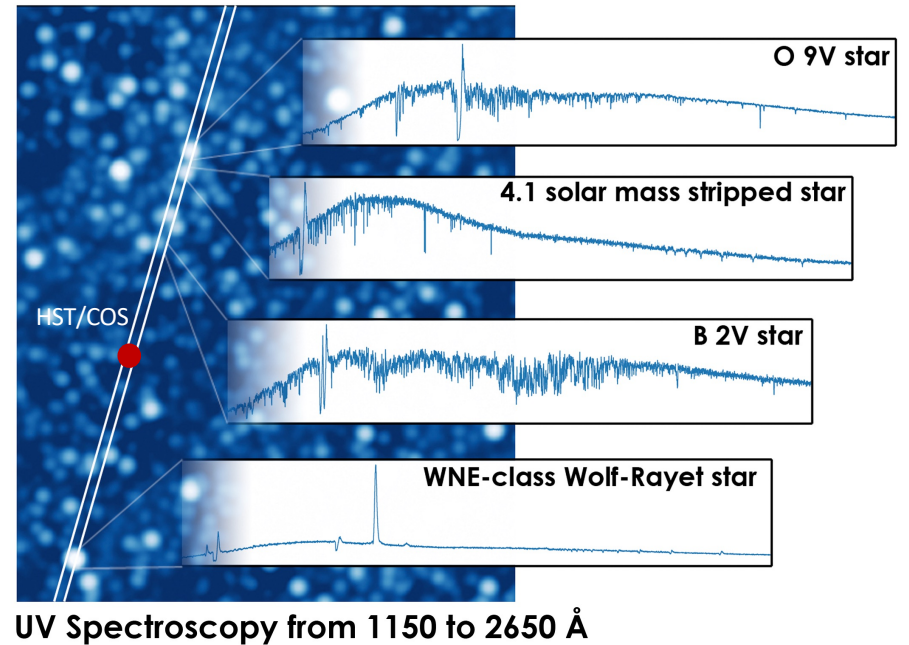 O 9V star
4.1 solar mass stripped star
HST/COS
B 2V star
WNE-class Wolf-Rayet star
UV Spectroscopy from 1150 to 2650 Å